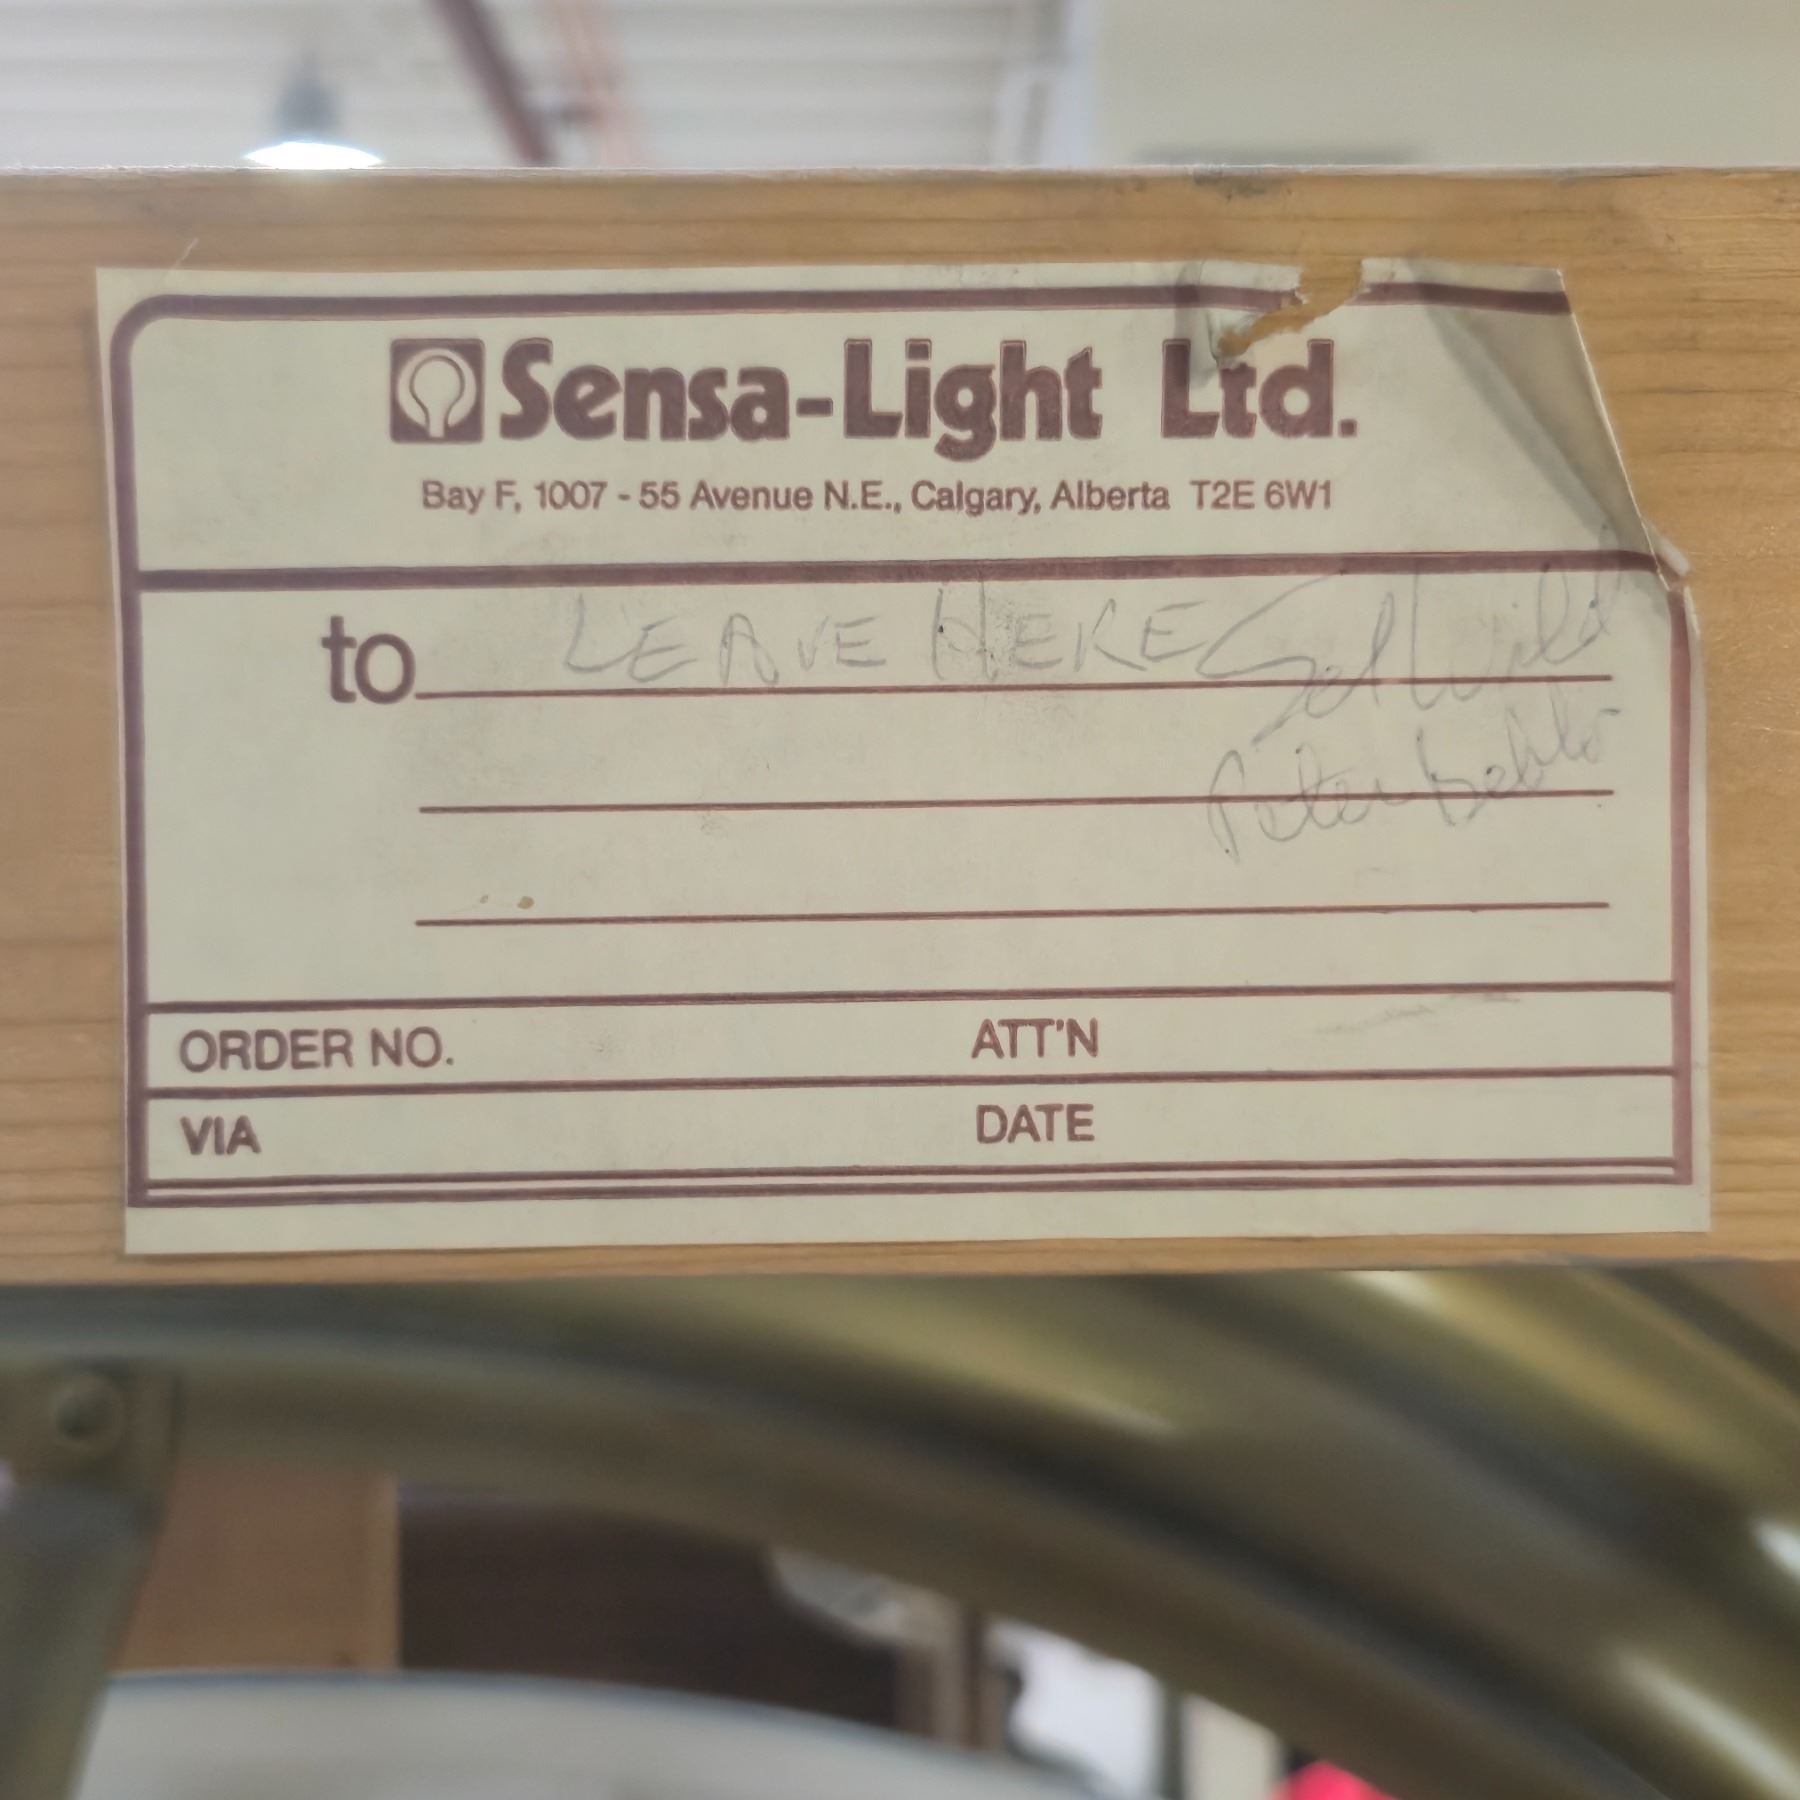 Sensa-Light Ltd.
Bay F, 1007 - 55 Avenue N.E., Calgary, Alberta T2E 6W1
to LEAVE HERE
Peter
ORDER NO. ATT'N
VIA DATE